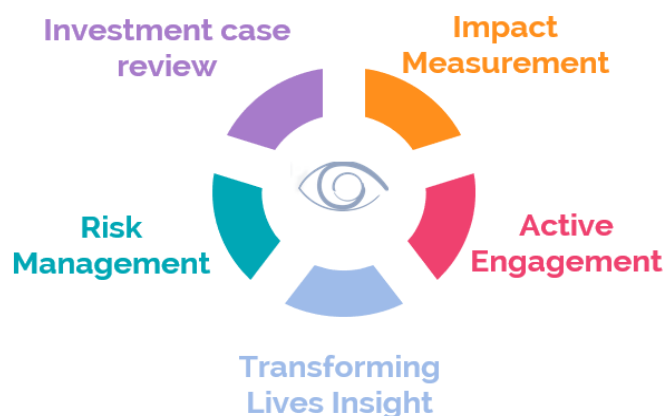 Investment case
review
Impact
Measurement
Risk
Management
Active
Engagement
Transforming
Lives Insight